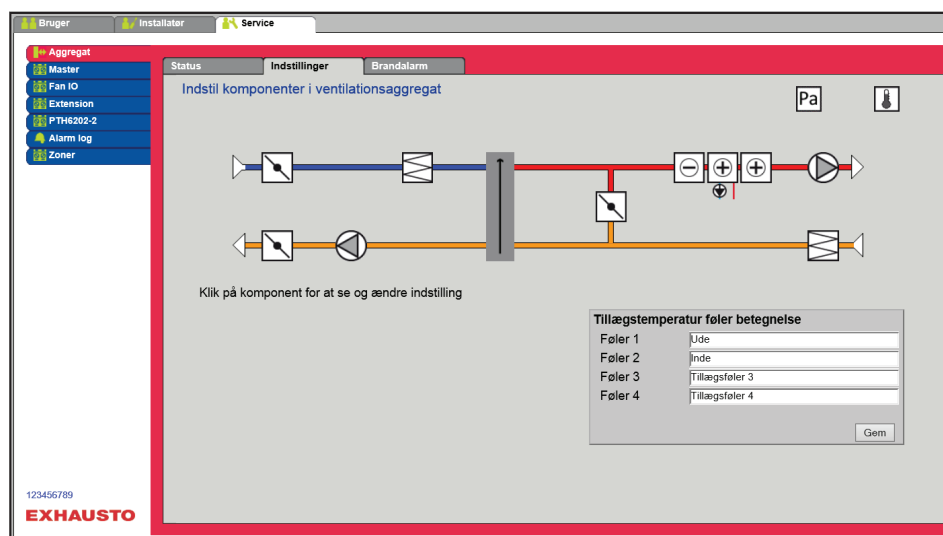 Bruger
Installatør
Service
Aggregat
Master
Fan IO
Extension
PTH6202-2
Alarm log
Zoner
Status
Indstillinger
Brandalarm
Indstil komponenter i ventilationsaggregat
Pa
Klik på komponent for at se og ændre indstilling
Tillægstemperatur føler betegnelse
Føler 1 Ude
Føler 2 Inde
Føler 3 Tillægsføler 3
Føler 4 Tillægsføler 4
Gem
123456789
EXHAUSTO